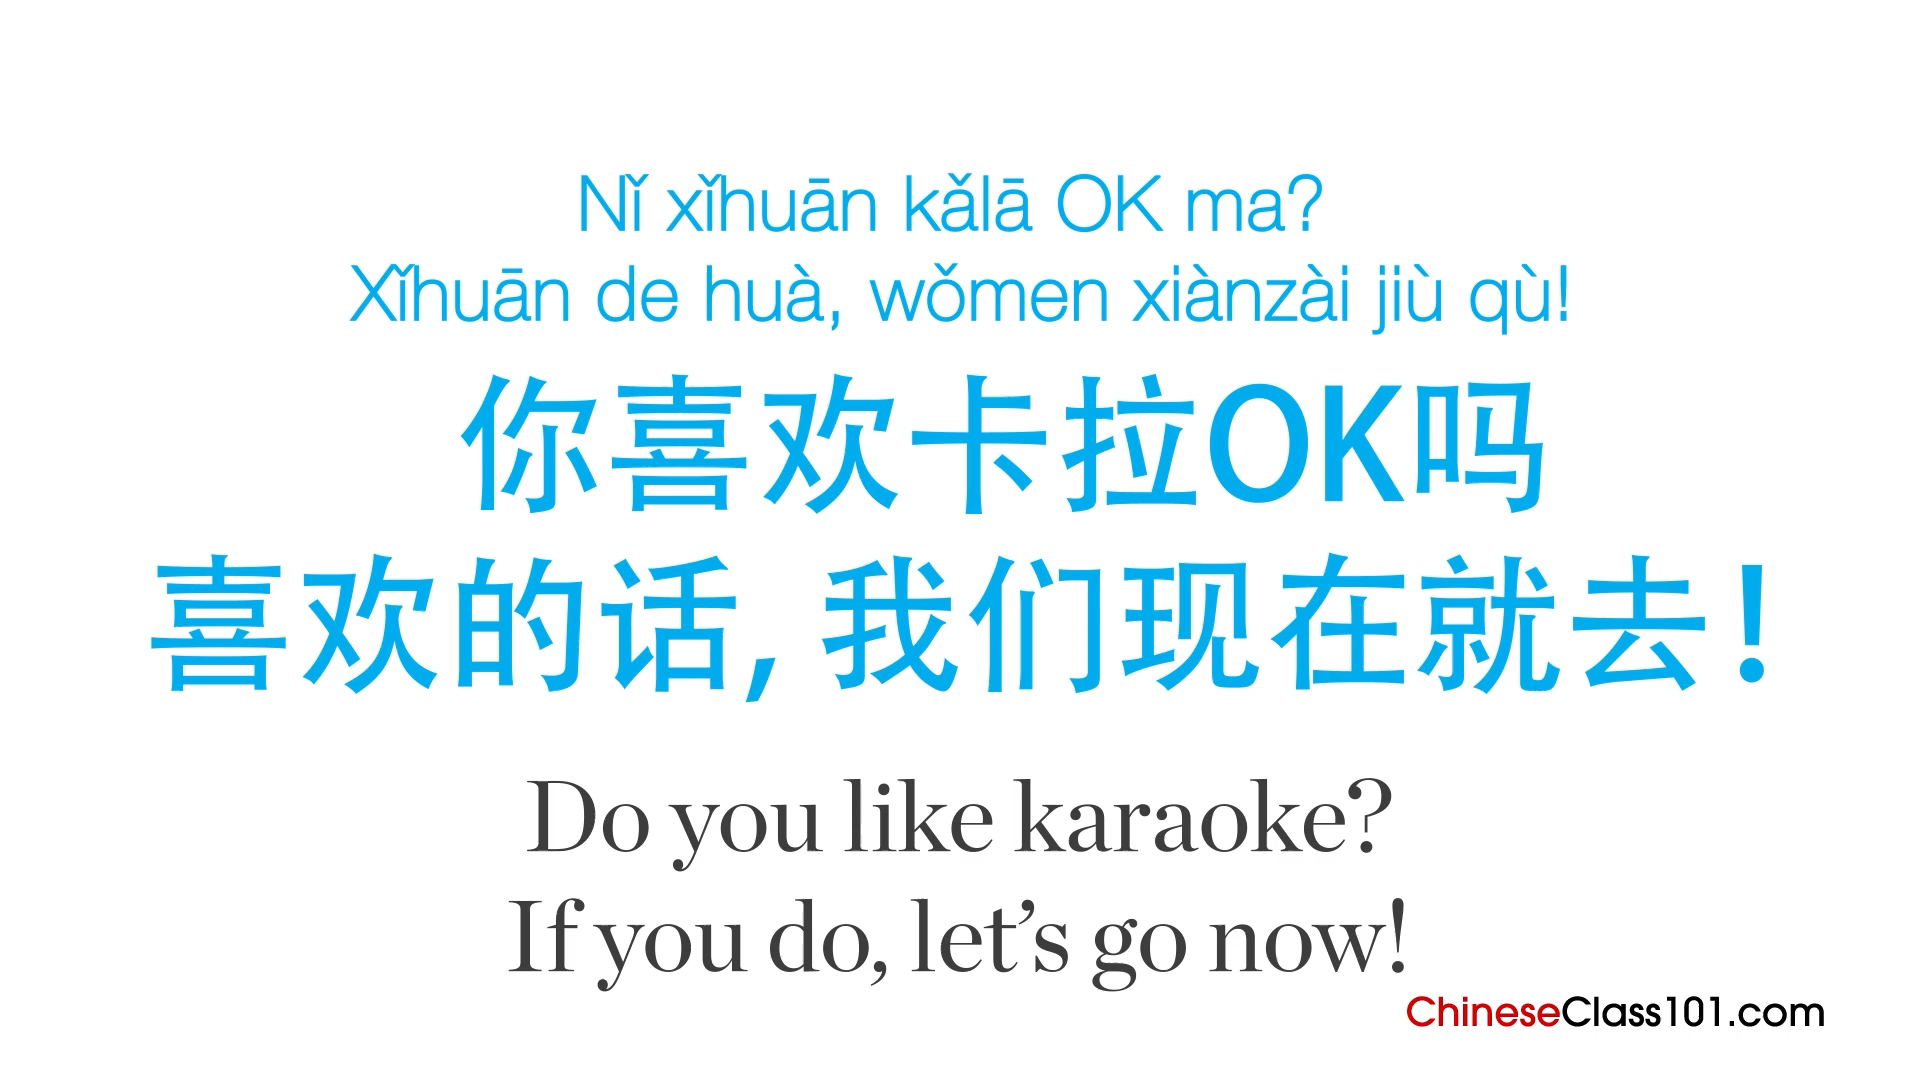 Nǐ xǐhuān kǎlā OK ma?
Xǐhuān de huà, wǒmen xiànzài jiù qù!
你喜欢卡拉OK吗
喜欢的话, 我们现在就去!
Do you like karaoke?
If you do, let’s go now!
ChineseClass101.com